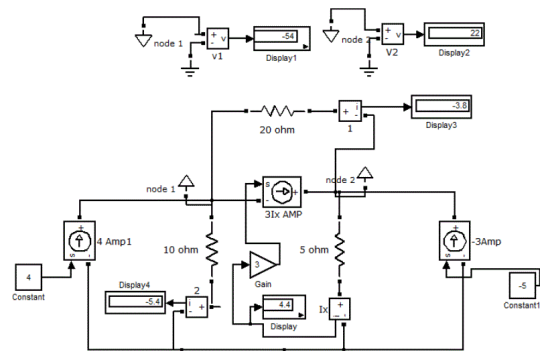 node 1
+
-
v
v1
-54
Display1
node 2
+
-
v
V2
22
Display2
20 ohm
+
i
-
1
-3.8
Display3
node 1
s
+
-
3Ix AMP
node 2
+
s
-
4 Amp1
10 ohm
3
Gain
5 ohm
+
s
-
-3Amp
4
Constant
Display4
-5.4
2
i
+
-
4.4
Display
Ix
+
i
-
-5
Constant1